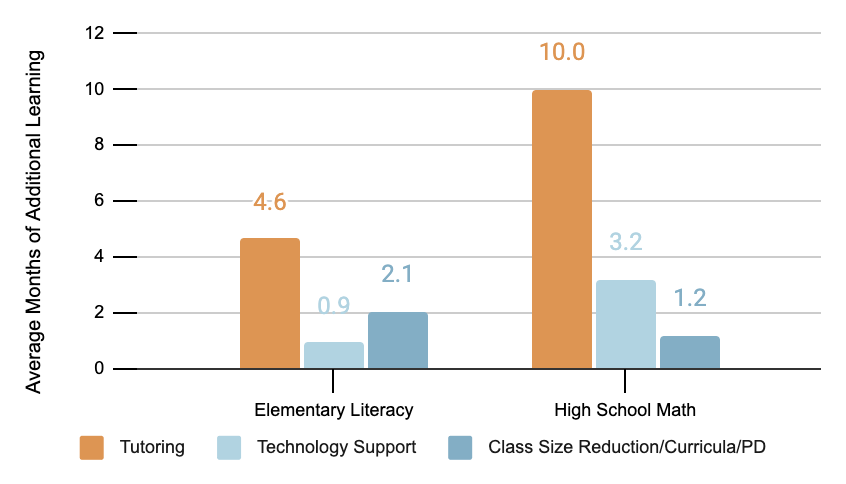 Average Months of Additional Learning
12
10
8
6
4
2
0
4.6
0.9
2.1
10.0
3.2
1.2
Elementary Literacy
High School Math
Tutoring
Technology Support
Class Size Reduction/Curricula/PD